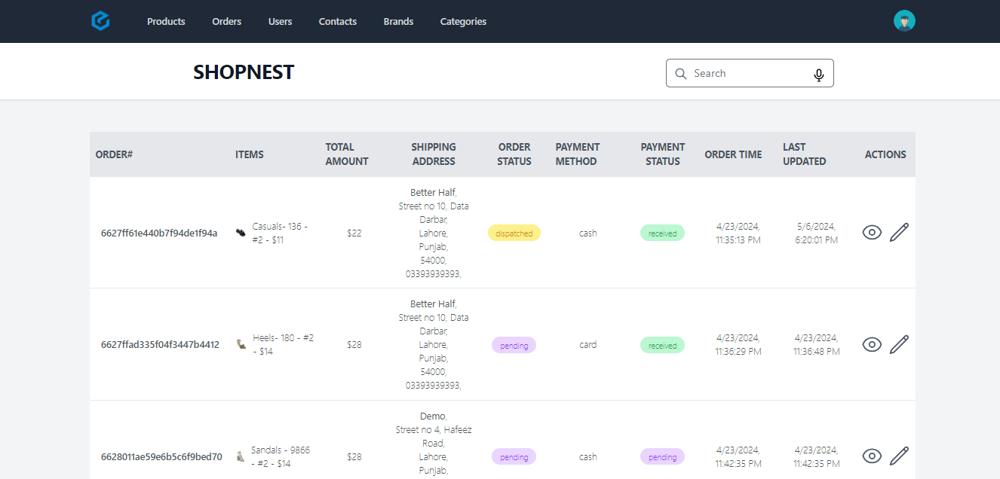 Products Orders Users Contacts Brands Categories
SHOPNEST
Search
ORDER# ITEMS TOTAL AMOUNT SHIPPING ADDRESS ORDER STATUS PAYMENT METHOD PAYMENT STATUS ORDER TIME LAST UPDATED ACTIONS
6627ff61e440b7f94de1f94a
Casuals- 136 -
#2 - $11
$22
Better Half,
Street no 10, Data
Darbar,
Lahore,
Punjab,
54000,
03393939393,
dispatched
cash
received
4/23/2024,
11:35:13 PM
5/6/2024,
6:20:01 PM
6627ffad335f04f3447b4412
Heels- 180 - #2
- $14
$28
Better Half,
Street no 10, Data
Darbar,
Lahore,
Punjab,
54000,
03393939393,
pending
card
received
4/23/2024,
11:36:29 PM
4/23/2024,
11:36:48 PM
6628011ae59e6b5c6f9bed70
Sandals - 9866
- #2 - $14
$28
Demo,
Street no 4, Hafeez
Road,
Lahore,
Punjab,
pending
cash
pending
4/23/2024,
11:42:35 PM
4/23/2024,
11:42:35 PM